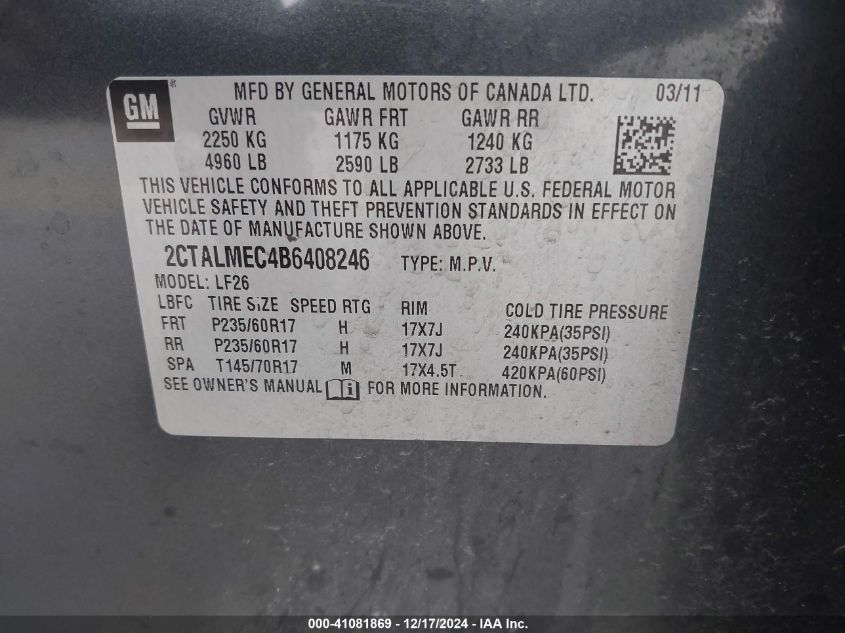 GM ®
MFD BY GENERAL MOTORS OF CANADA LTD. 03/11
GVWR GAWR FRT GAWR RR
2250 KG 1175 KG 1240 KG
4960 LB 2590 LB 2733 LB
THIS VEHICLE CONFORMS TO ALL APPLICABLE U.S. FEDERAL MOTOR
VEHICLE SAFETY AND THEFT PREVENTION STANDARDS IN EFFECT ON
THE DATE OF MANUFACTURE SHOWN ABOVE.
2CTALMEC4B6408246 TYPE: M.P.V.
MODEL: LF26
LBFC TIRE SIZE SPEED RTG RIM COLD TIRE PRESSURE
FRT P235/60R17 H 17X7J 240KPA(35PSI)
RR P235/60R17 H 17X7J 240KPA(35PSI)
SPA T145/70R17 M 17X4.5T 420KPA(60PSI)
SEE OWNER'S MANUAL FOR MORE INFORMATION.
000-41081869 - 12/17/2024 - IAA Inc.